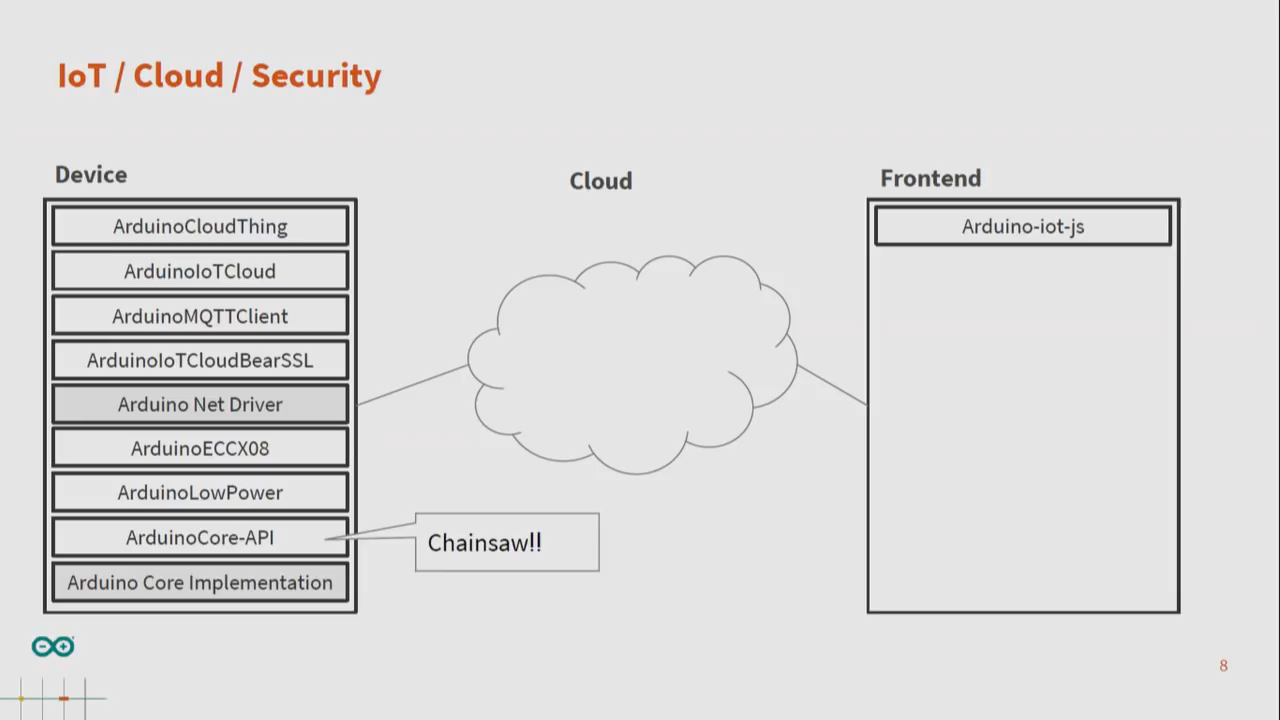 IoT / Cloud / Security
Device
Cloud
Frontend
ArduinoCloudThing
ArduinoIoTCloud
ArduinoMQTTClient
ArduinoIoTCloudBearSSL
Arduino Net Driver
ArduinoECCX08
ArduinoLowPower
ArduinoCore-API
Arduino Core Implementation
Chainsaw!!
Arduino-iot-js
8